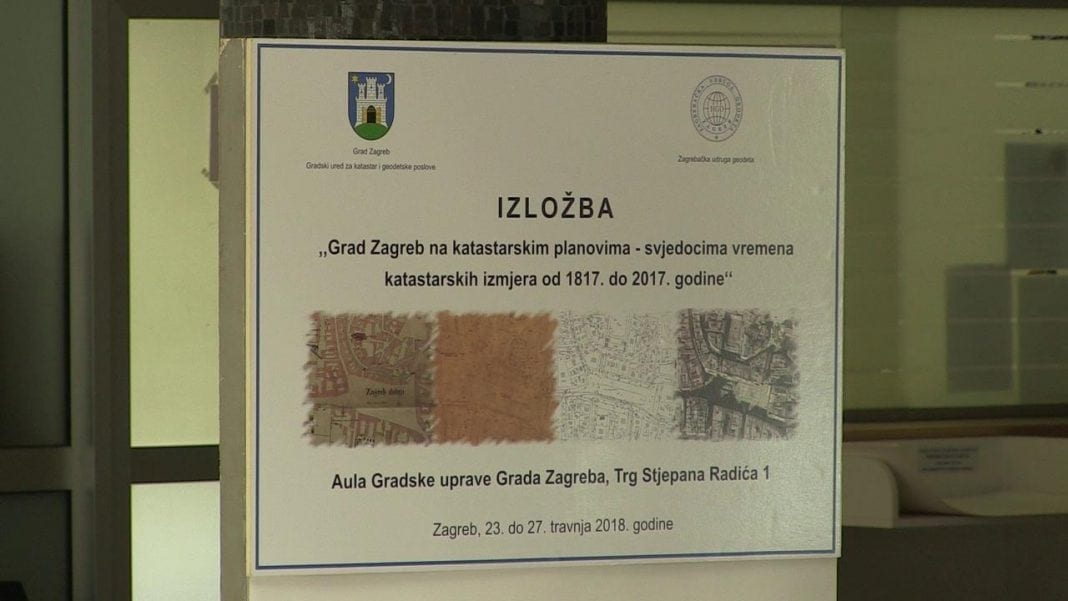 Grad Zagreb
Gradski ured za katastar i geodetske poslove
Zagrebačka udruga geodeta
IZLOŽBA
„Grad Zagreb na katastarskim planovima - svjedocima vremena
katastarskih izmjera od 1817. do 2017. godine“
Zagreb
Aula Gradske uprave Grada Zagreba, Trg Stjepana Radića 1
Zagreb, 23. do 27. travnja 2018. godine